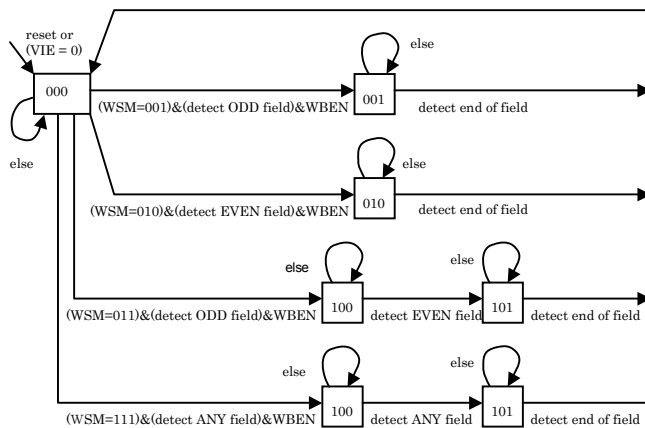 reset or
(VIE = 0)
else
000
(WSM=001)&(detect ODD field)&WBEN
001
detect end of field
else
else
010
(WSM=010)&(detect EVEN field)&WBEN
detect end of field
else
else
100
101
(WSM=011)&(detect ODD field)&WBEN
detect EVEN field
detect end of field
else
else
100
101
(WSM=111)&(detect ANY field)&WBEN
detect ANY field
detect end of field